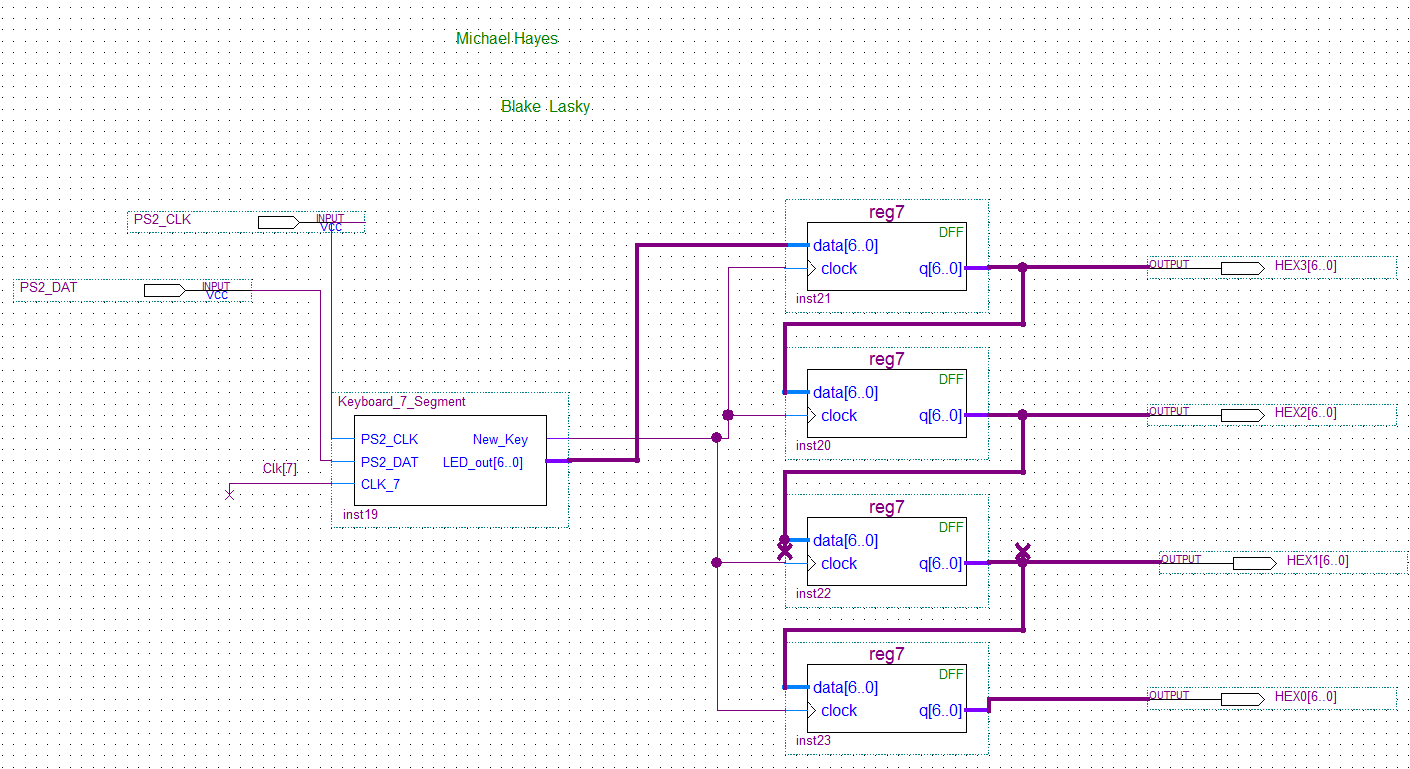 Michael Hayes
Blake Lasky
PS2_CLK INPUT
VCC
PS2_DAT INPUT
VCC
reg7
DFF
data[6..0]
clock q[6..0]
inst21
OUTPUT HEX3[6..0]
reg7
DFF
data[6..0]
clock q[6..0]
inst20
OUTPUT HEX2[6..0]
Keyboard_7_Segment
PS2_CLK New_Key
PS2_DAT LED_out[6..0]
Clk[7]
CLK_7
inst19
reg7
DFF
data[6..0]
clock q[6..0]
inst22
OUTPUT HEX1[6..0]
reg7
DFF
data[6..0]
clock q[6..0]
inst23
OUTPUT HEX0[6..0]